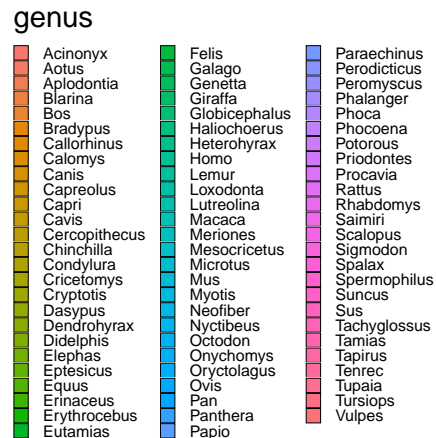 genus
Acinonyx
Aotus
Aplodontia
Blarina
Bos
Bradypus
Callorhinus
Calomys
Canis
Capreolus
Capri
Cavis
Cercopithecus
Chinchilla
Condylura
Cricetomys
Cryptotis
Dasypus
Dendrohyrax
Didelphis
Elephas
Eptesicus
Equus
Erinaceus
Erythrocebus
Eutamias
Felis
Galago
Genetta
Giraffa
Globicephalus
Haliochoerus
Heterohyrax
Homo
Lemur
Loxodonta
Lutreolina
Macaca
Meriones
Mesocricetus
Microtus
Mus
Myotis
Neofiber
Nyctibeus
Octodon
Onychomys
Oryctolagus
Ovis
Pan
Panthera
Papio
Paraechinus
Perodicticus
Peromyscus
Phalanger
Phoca
Phocoena
Potorous
Priodontes
Procavia
Rattus
Rhabdomys
Saimiri
Scalopus
Sigmodon
Spalax
Spermophilus
Suncus
Sus
Tachyglossus
Tamias
Tapirus
Tenrec
Tupaia
Tursiops
Vulpes